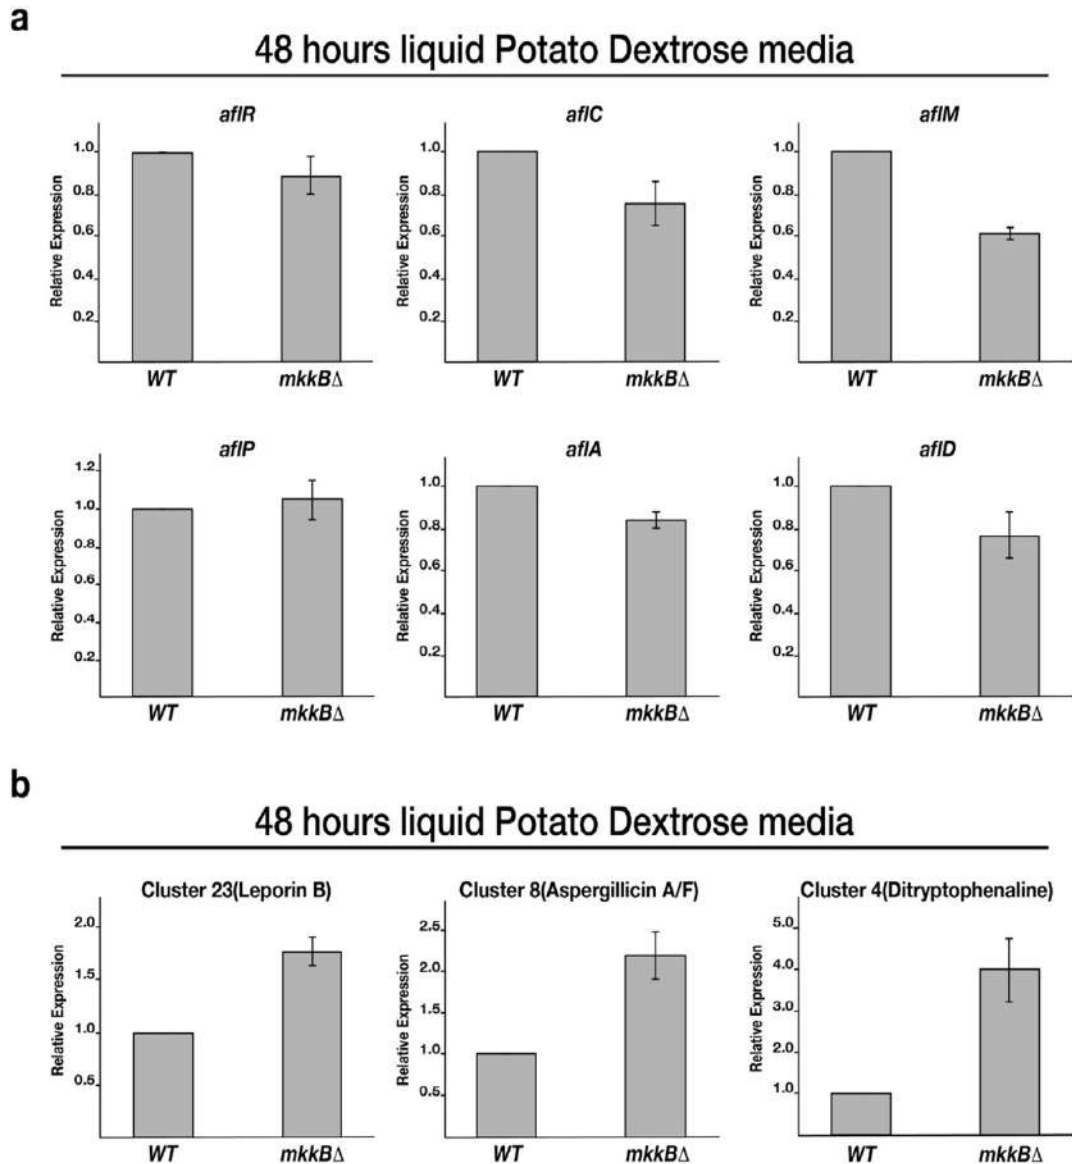 a
48 hours liquid Potato Dextrose media
aflR aflC aflM
Relative Expression
1.0
0.8
0.6
0.4
0.2
WT mkkBΔ
Relative Expression
1.0
0.8
0.6
0.4
0.2
WT mkkBΔ
Relative Expression
1.0
0.8
0.6
0.4
0.2
WT mkkBΔ
aflP aflA aflD
Relative Expression
1.2
1.0
0.8
0.6
0.4
0.2
WT mkkBΔ
Relative Expression
1.0
0.8
0.6
0.4
0.2
WT mkkBΔ
Relative Expression
1.0
0.8
0.6
0.4
0.2
WT mkkBΔ
b
48 hours liquid Potato Dextrose media
Cluster 23(Leporin B) Cluster 8(Aspergillicin A/F) Cluster 4(Ditryptophenaline)
Relative Expression
2.0
1.5
1.0
0.5
WT mkkBΔ
Relative Expression
2.5
2.0
1.5
1.0
0.5
WT mkkBΔ
Relative Expression
5.0
4.0
3.0
2.0
1.0
WT mkkBΔ